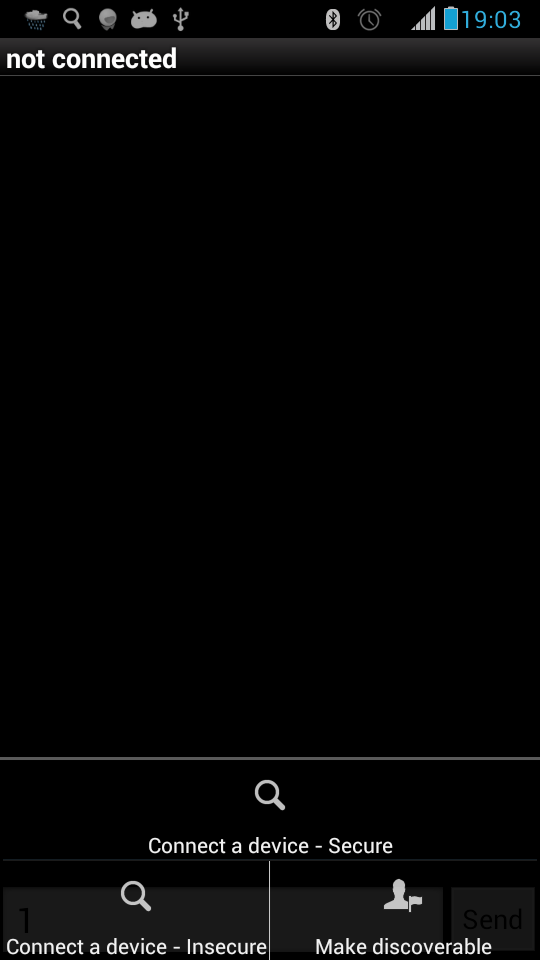 19:03
not connected
Connect a device - Secure
1
Send
Connect a device - Insecure
Make discoverable